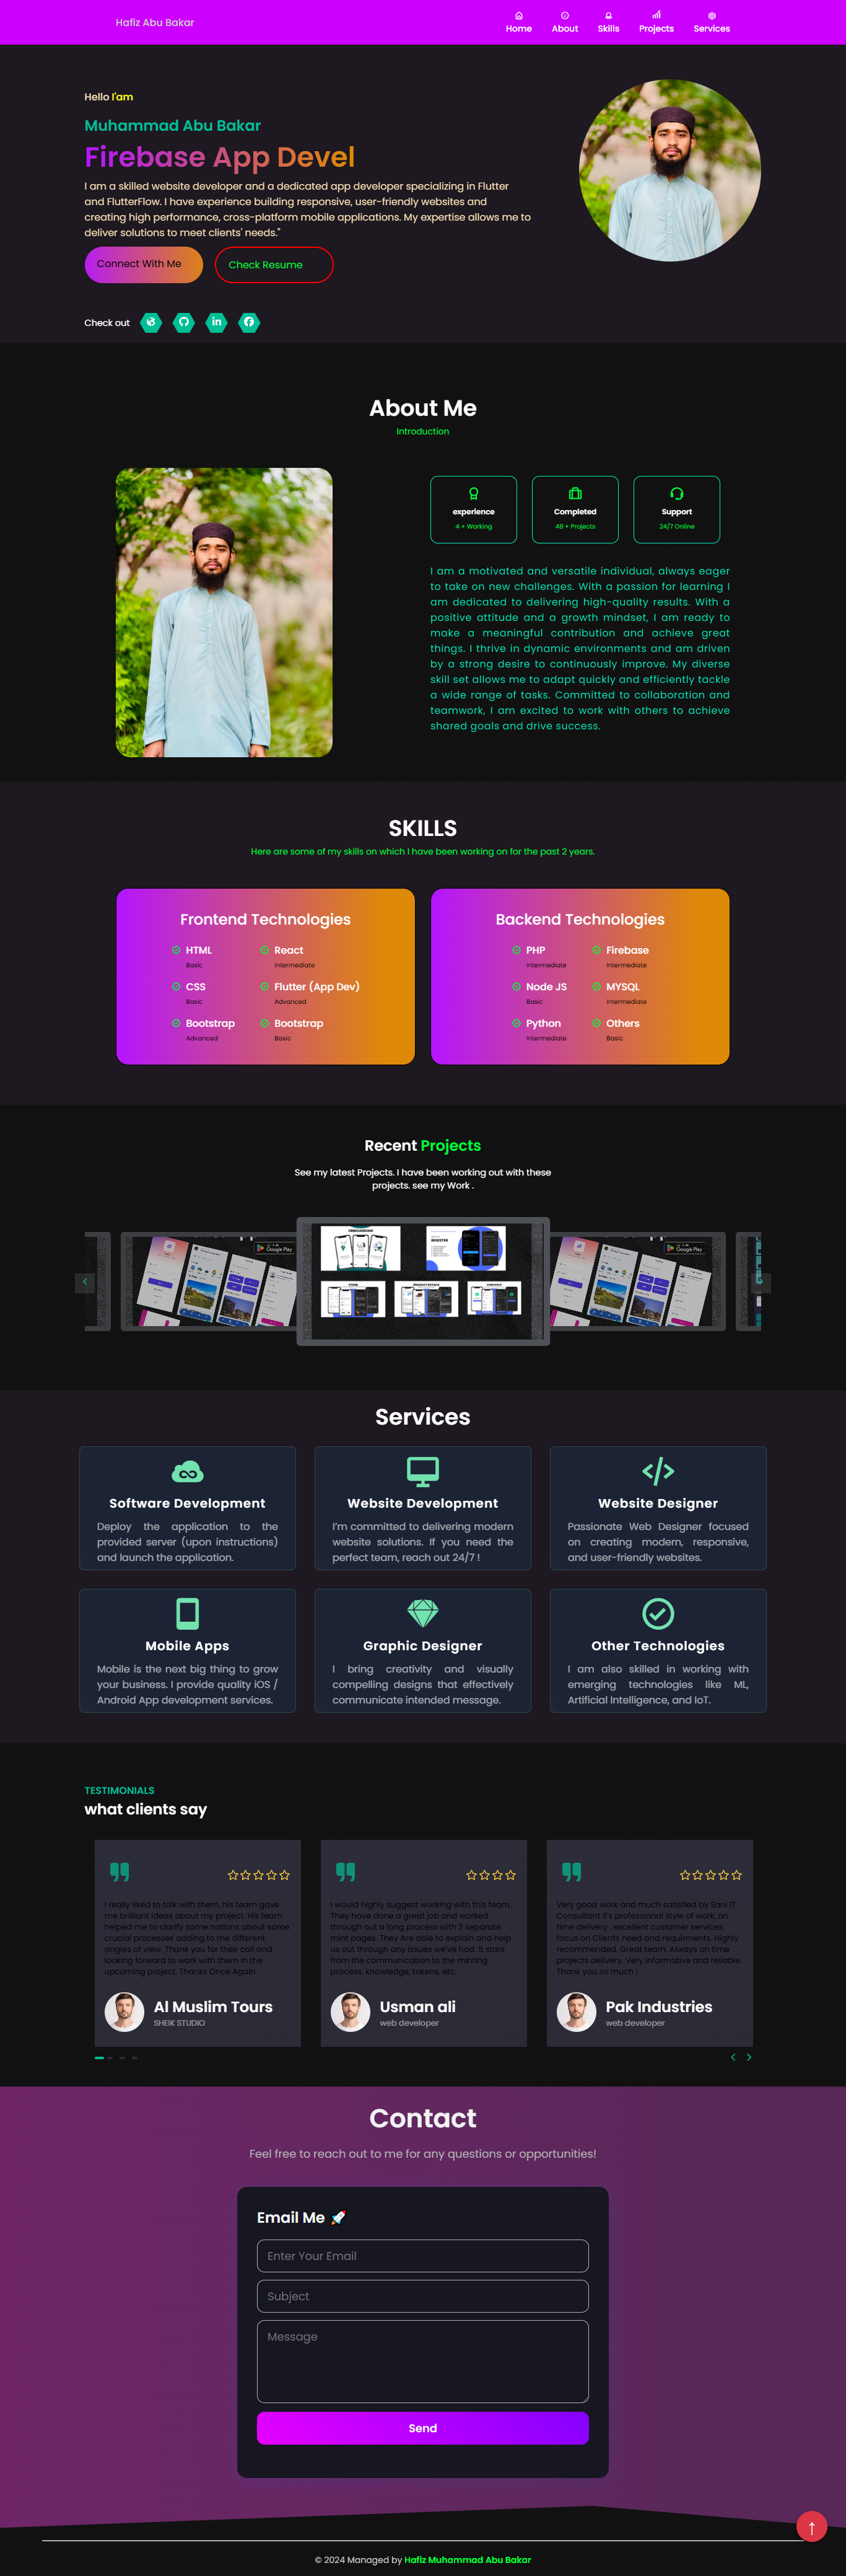 Hafiz Abu Bakar
Home About Skills Projects Services
Hello I'am
Muhammad Abu Bakar
Firebase App Devel
I am a skilled website developer and a dedicated app developer specializing in Flutter
and FlutterFlow. I have experience building responsive, user-friendly websites and
creating high performance, cross-platform mobile applications. My expertise allows me to
deliver solutions to meet clients' needs."
Connect With Me
Check Resume
Check out
About Me
Introduction
experience
4 + Working
Completed
48 + Projects
Support
24/7 Online
I am a motivated and versatile individual, always eager
to take on new challenges. With a passion for learning I
am dedicated to delivering high-quality results. With a
positive attitude and a growth mindset, I am ready to
make a meaningful contribution and achieve great
things. I thrive in dynamic environments and am driven
by a strong desire to continuously improve. My diverse
skill set allows me to adapt quickly and efficiently tackle
a wide range of tasks. Committed to collaboration and
teamwork, I am excited to work with others to achieve
shared goals and drive success.
SKILLS
Here are some of my skills on which I have been working on for the past 2 years.
Frontend Technologies
HTML
Basic
React
Intermediate
CSS
Basic
Flutter (App Dev)
Advanced
Bootstrap
Advanced
Bootstrap
Basic
Backend Technologies
PHP
Intermediate
Firebase
Intermediate
Node JS
Basic
MYSQL
Intermediate
Python
Intermediate
Others
Basic
Recent Projects
See my latest Projects. I have been working out with these
projects. see my Work .
Google Play
REGISTER
Google Play
Services
Software Development
Deploy the application to the
provided server (upon instructions)
and launch the application.
Website Development
I'm committed to delivering modern
website solutions. If you need the
perfect team, reach out 24/7 !
Website Designer
Passionate Web Designer focused
on creating modern, responsive,
and user-friendly websites.
Mobile Apps
Mobile is the next big thing to grow
your business. I provide quality iOS /
Android App development services.
Graphic Designer
I bring creativity and visually
compelling designs that effectively
communicate intended message.
Other Technologies
I am also skilled in working with
emerging technologies like ML,
Artificial Intelligence, and IoT.
TESTIMONIALS
what clients say
I really liked to talk with them. his team gave
me brilliant ideas about my project. His team
helped me to clarify some notions about some
crucial processes adding to me different
angles of view. Thank you for their call and
looking forward to work with them in the
upcoming project. Thanks Once Again.
Al Muslim Tours
SHEIK STUDIO
I would highly suggest working with this team.
They have done a great job and worked
through out a long process with 3 separate
mint pages. They Are able to explain and help
us out through any issues we've had. 5 stars
from the communication to the minting
process, knowledge, tokens, etc.
Usman ali
web developer
Very good work and much satisfied by Sani IT
Consultant it's professional style of work, on
time delivery , excellent customer services.
focus on Clients need and requirments, Highly
recommended. Great team. Always on time
projects delivery. Very informative and reliable.
Thank you so much !
Pak Industries
web developer
Contact
Feel free to reach out to me for any questions or opportunities!
Email Me 🚀
Enter Your Email
Subject
Message
Send
© 2024 Managed by Hafiz Muhammad Abu Bakar